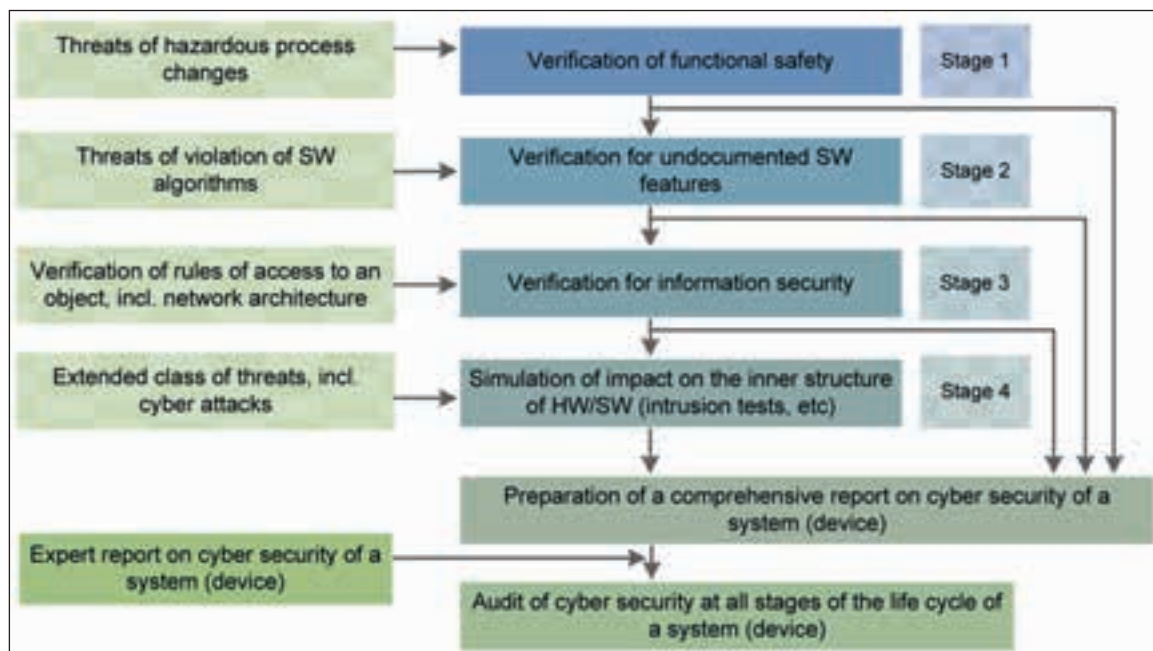 Threats of hazardous process
changes
Verification of functional safety
Stage 1
Threats of violation of SW
algorithms
Verification for undocumented SW
features
Stage 2
Verification of rules of access to an
object, incl. network architecture
Verification for information security
Stage 3
Extended class of threats, incl.
cyber attacks
Simulation of impact on the inner structure
of HW/SW (intrusion tests, etc)
Stage 4
Preparation of a comprehensive report on cyber security of a
system (device)
Expert report on cyber security of a
system (device)
Audit of cyber security at all stages of the life cycle of
a system (device)